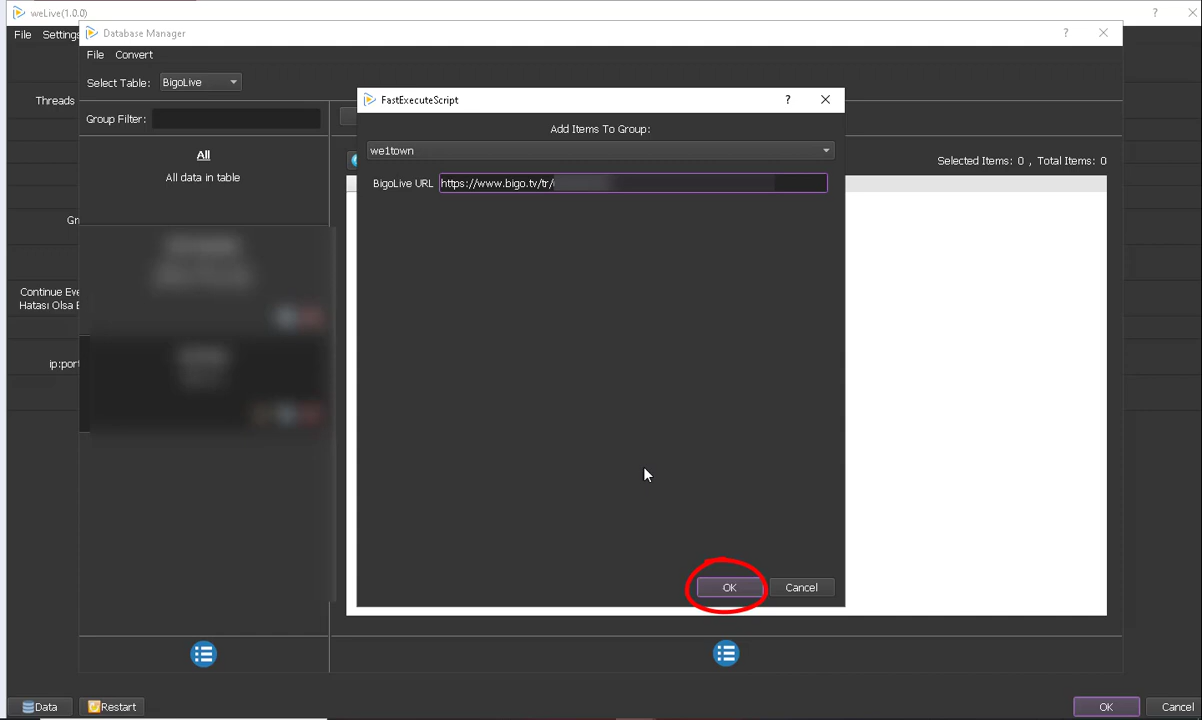 weLive(1.0.0)
File Settings
Database Manager
File Convert
Select Table: BigoLive
Threads
Group Filter:
All
All data in table
Continue Eve
Hatası Olsa E
ip:port
FastExecuteScript
Add Items To Group:
we1town
BigoLive URL https://www.bigo.tv/tr/
Selected Items: 0 , Total Items: 0
OK Cancel
Data Restart
OK Cancel